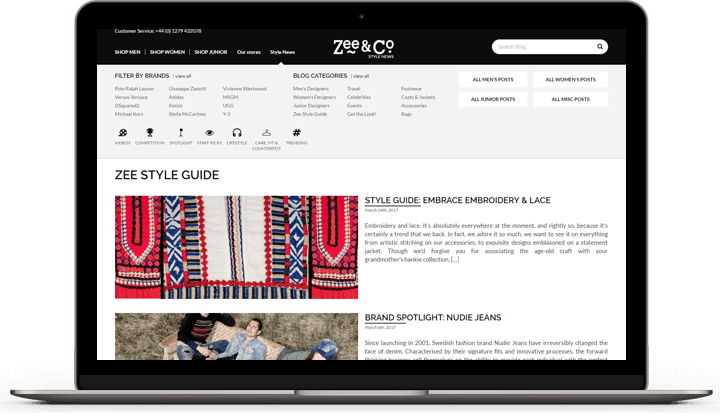 Customer Service: +44 (0) 1279 432078
SHOP MEN | SHOP WOMEN | SHOP JUNIOR Our stores Style News
Zee & Co
STYLE NEWS
Search Blog
FILTER BY BRANDS | view all
Polo Ralph Lauren Giuseppe Zanotti Vivienne Westwood
Versus Versace Adidas MSGM
DSquared2 Kenzo UGG
Michael Kors Stella McCartney Y-3
BLOG CATEGORIES | view all
Men's Designers Travel Footwear
Women's Designers Celebrities Coats & Jackets
Junior Designers Events Accessories
Zee Style Guide Get the Look! Bags
ALL MEN'S POSTS ALL WOMEN'S POSTS
ALL JUNIOR POSTS ALL MISC POSTS
VIDEOS COMPETITION SPOTLIGHT STAFF PICKS LIFESTYLE CARE, FIT & COUNTERFEIT TRENDING
ZEE STYLE GUIDE
STYLE GUIDE: EMBRACE EMBROIDERY & LACE
March 24th, 2017
Embroidery and lace. It's absolutely everywhere at the moment, and rightly so, because it's
certainly a trend that we back. In fact, we adore it so much, we want to see it on everything
from artistic stitching on our accessories, to exquisite designs emblasoned on a statement
jacket. Though we'd forgive you for associating the age-old craft with your
grandmother's hankie collection, [...]
BRAND SPOTLIGHT: NUDIE JEANS
March 6th, 2017
Since launching in 2001, Swedish fashion brand Nudie Jeans have irreversibly changed the
face of denim. Characterised by their signature fits and innovative processes, the forward